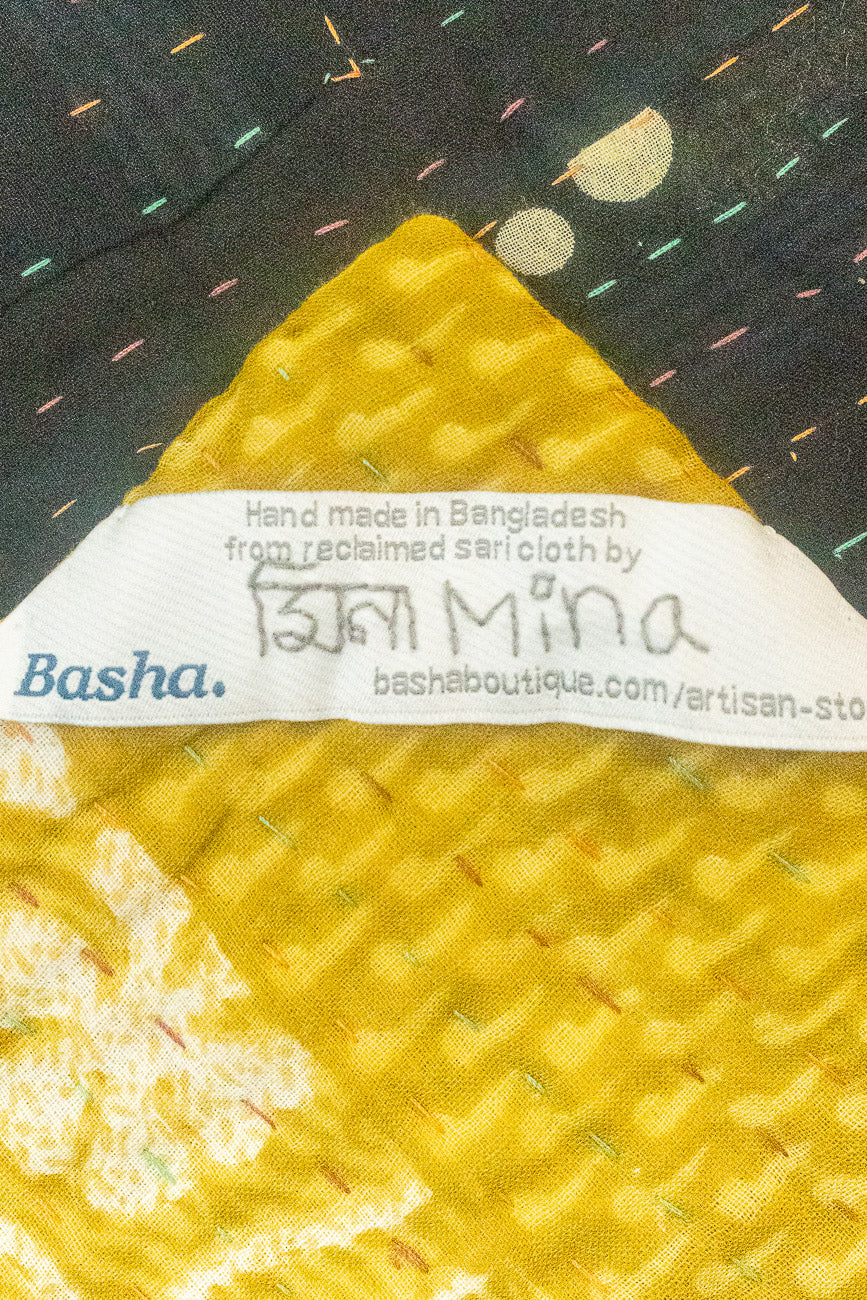 Hand made in Bangladesh
from reclaimed sari cloth by
মিনা Mina
Basha.
bashaboutique.com/artisan-sto